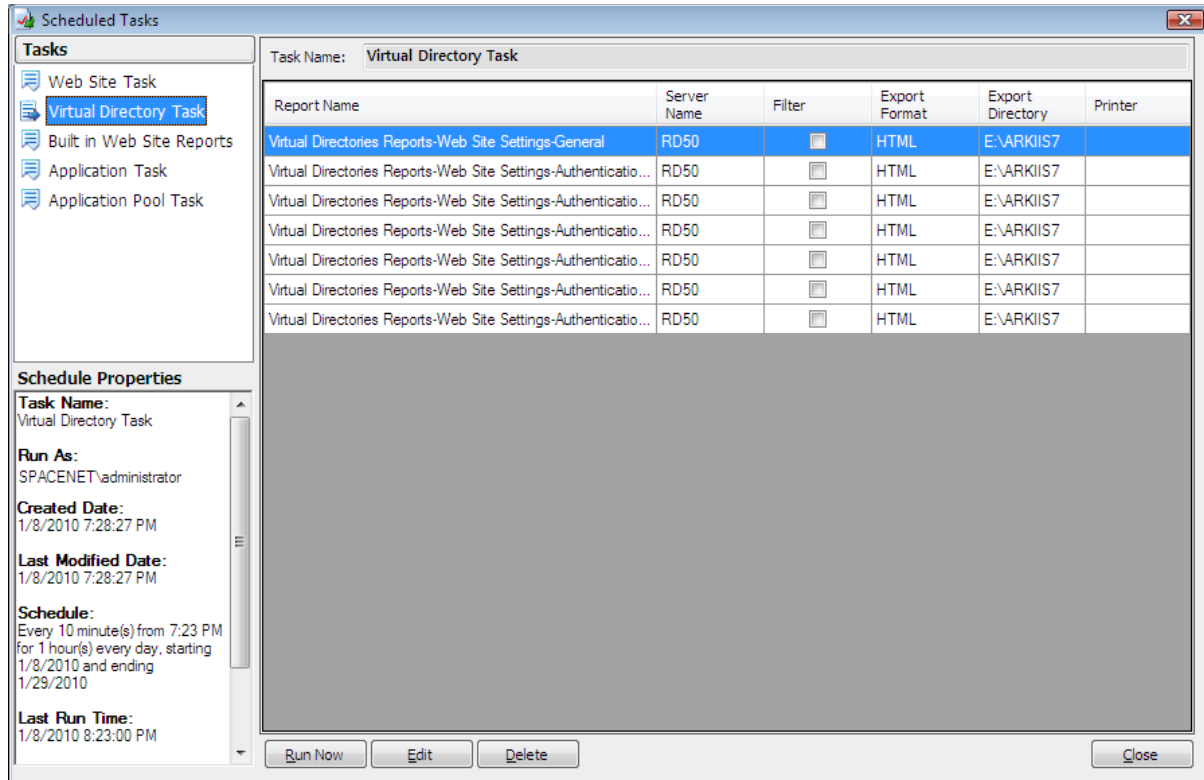 Scheduled Tasks
Tasks
Web Site Task
Virtual Directory Task
Built in Web Site Reports
Application Task
Application Pool Task
Schedule Properties
Task Name:
Virtual Directory Task
Run As:
SPACENET\administrator
Created Date:
1/8/2010 7:28:27 PM
Last Modified Date:
1/8/2010 7:28:27 PM
Schedule:
Every 10 minute(s) from 7:23 PM
for 1 hour(s) every day, starting
1/8/2010 and ending
1/29/2010
Last Run Time:
1/8/2010 8:23:00 PM
Task Name: Virtual Directory Task
Report Name Server Name Filter Export Format Export Directory Printer
Virtual Directories Reports-Web Site Settings-General RD50 HTML E:\ARKIIS7
Virtual Directories Reports-Web Site Settings-Authenticatio... RD50 HTML E:\ARKIIS7
Virtual Directories Reports-Web Site Settings-Authenticatio... RD50 HTML E:\ARKIIS7
Virtual Directories Reports-Web Site Settings-Authenticatio... RD50 HTML E:\ARKIIS7
Virtual Directories Reports-Web Site Settings-Authenticatio... RD50 HTML E:\ARKIIS7
Virtual Directories Reports-Web Site Settings-Authenticatio... RD50 HTML E:\ARKIIS7
Virtual Directories Reports-Web Site Settings-Authenticatio... RD50 HTML E:\ARKIIS7
Run Now Edit Delete Close